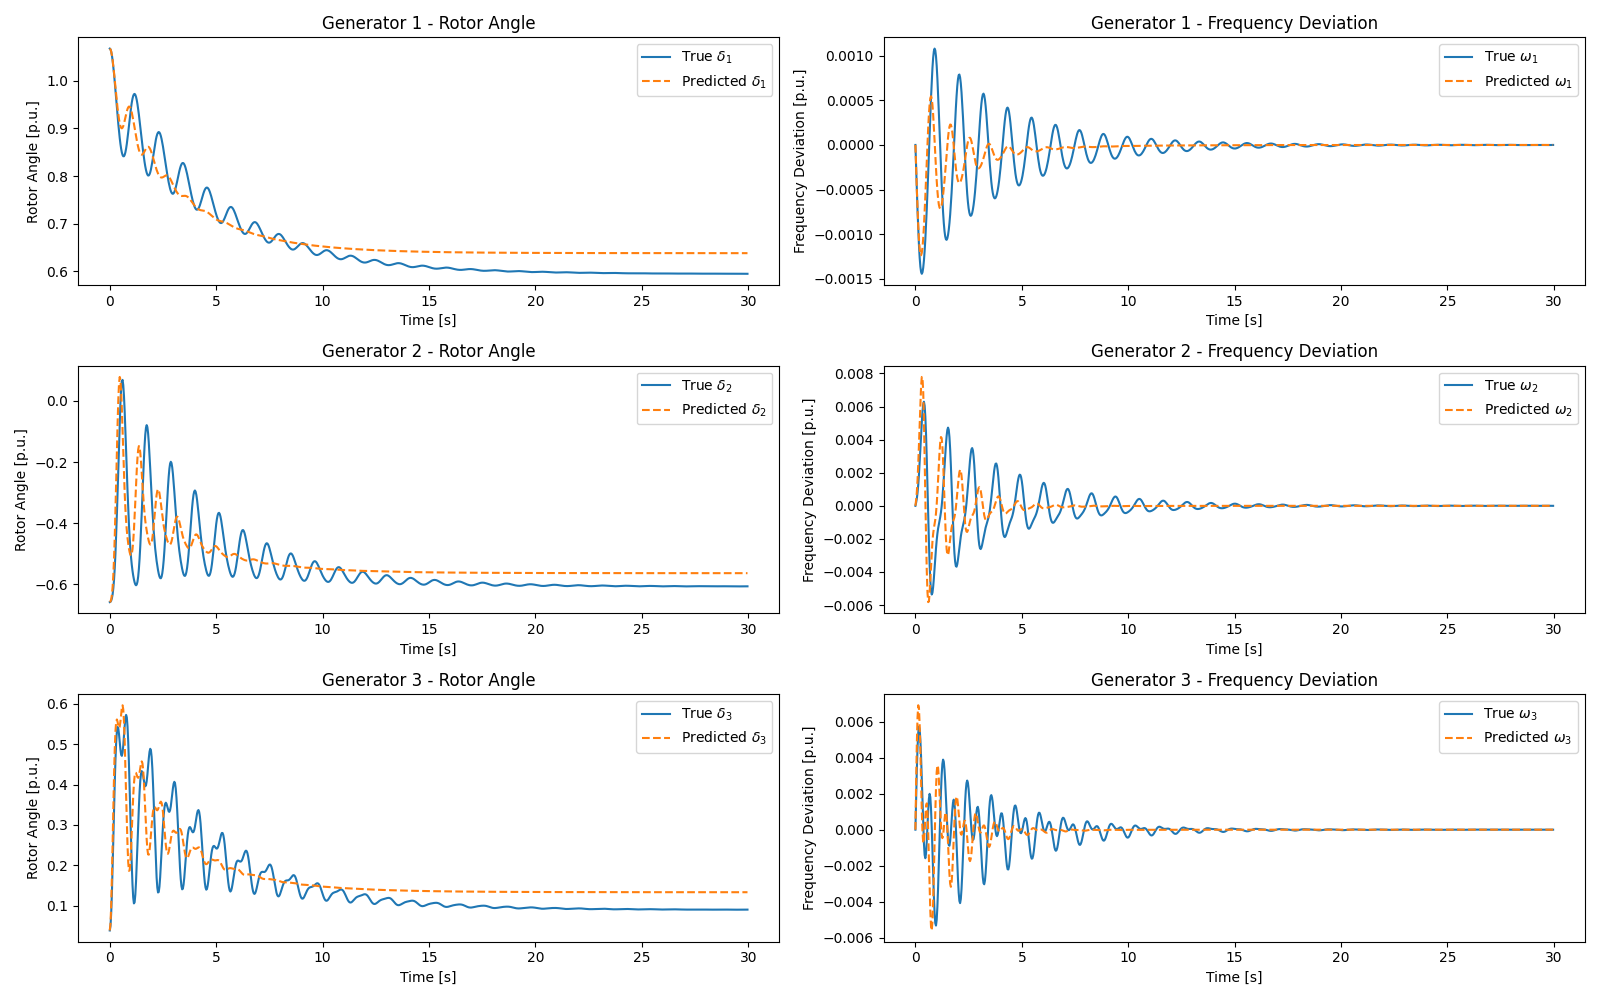 Generator 1 - Rotor Angle
Rotor Angle [p.u.]
1.0
0.9
0.8
0.7
0.6
True δ₁
Predicted δ₁
0 5 10 15 20 25 30
Time [s]
Generator 1 - Frequency Deviation
Frequency Deviation [p.u.]
0.0010
0.0005
0.0000
−0.0005
−0.0010
−0.0015
True ω₁
Predicted ω₁
0 5 10 15 20 25 30
Time [s]
Generator 2 - Rotor Angle
Rotor Angle [p.u.]
0.0
−0.2
−0.4
−0.6
True δ₂
Predicted δ₂
0 5 10 15 20 25 30
Time [s]
Generator 2 - Frequency Deviation
Frequency Deviation [p.u.]
0.008
0.006
0.004
0.002
0.000
−0.002
−0.004
−0.006
True ω₂
Predicted ω₂
0 5 10 15 20 25 30
Time [s]
Generator 3 - Rotor Angle
Rotor Angle [p.u.]
0.6
0.5
0.4
0.3
0.2
0.1
True δ₃
Predicted δ₃
0 5 10 15 20 25 30
Time [s]
Generator 3 - Frequency Deviation
Frequency Deviation [p.u.]
0.006
0.004
0.002
0.000
−0.002
−0.004
−0.006
True ω₃
Predicted ω₃
0 5 10 15 20 25 30
Time [s]